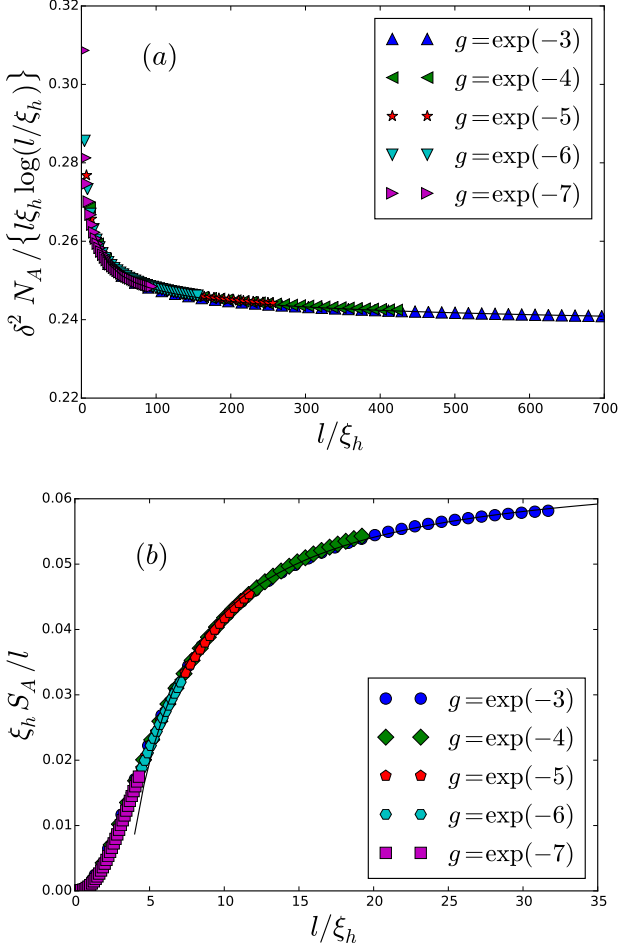 0.32
(a)
g=exp(−3)
g=exp(−4)
g=exp(−5)
g=exp(−6)
g=exp(−7)
0.30
0.28
0.26
0.24
0.22
δ² N_A/{lξ_h log(l/ξ_h)}
0 100 200 300 400 500 600 700
l/ξ_h
0.06
(b)
0.05
0.04
0.03
0.02
0.01
0.00
ξ_h S_A/l
g=exp(−3)
g=exp(−4)
g=exp(−5)
g=exp(−6)
g=exp(−7)
0 5 10 15 20 25 30 35
l/ξ_h